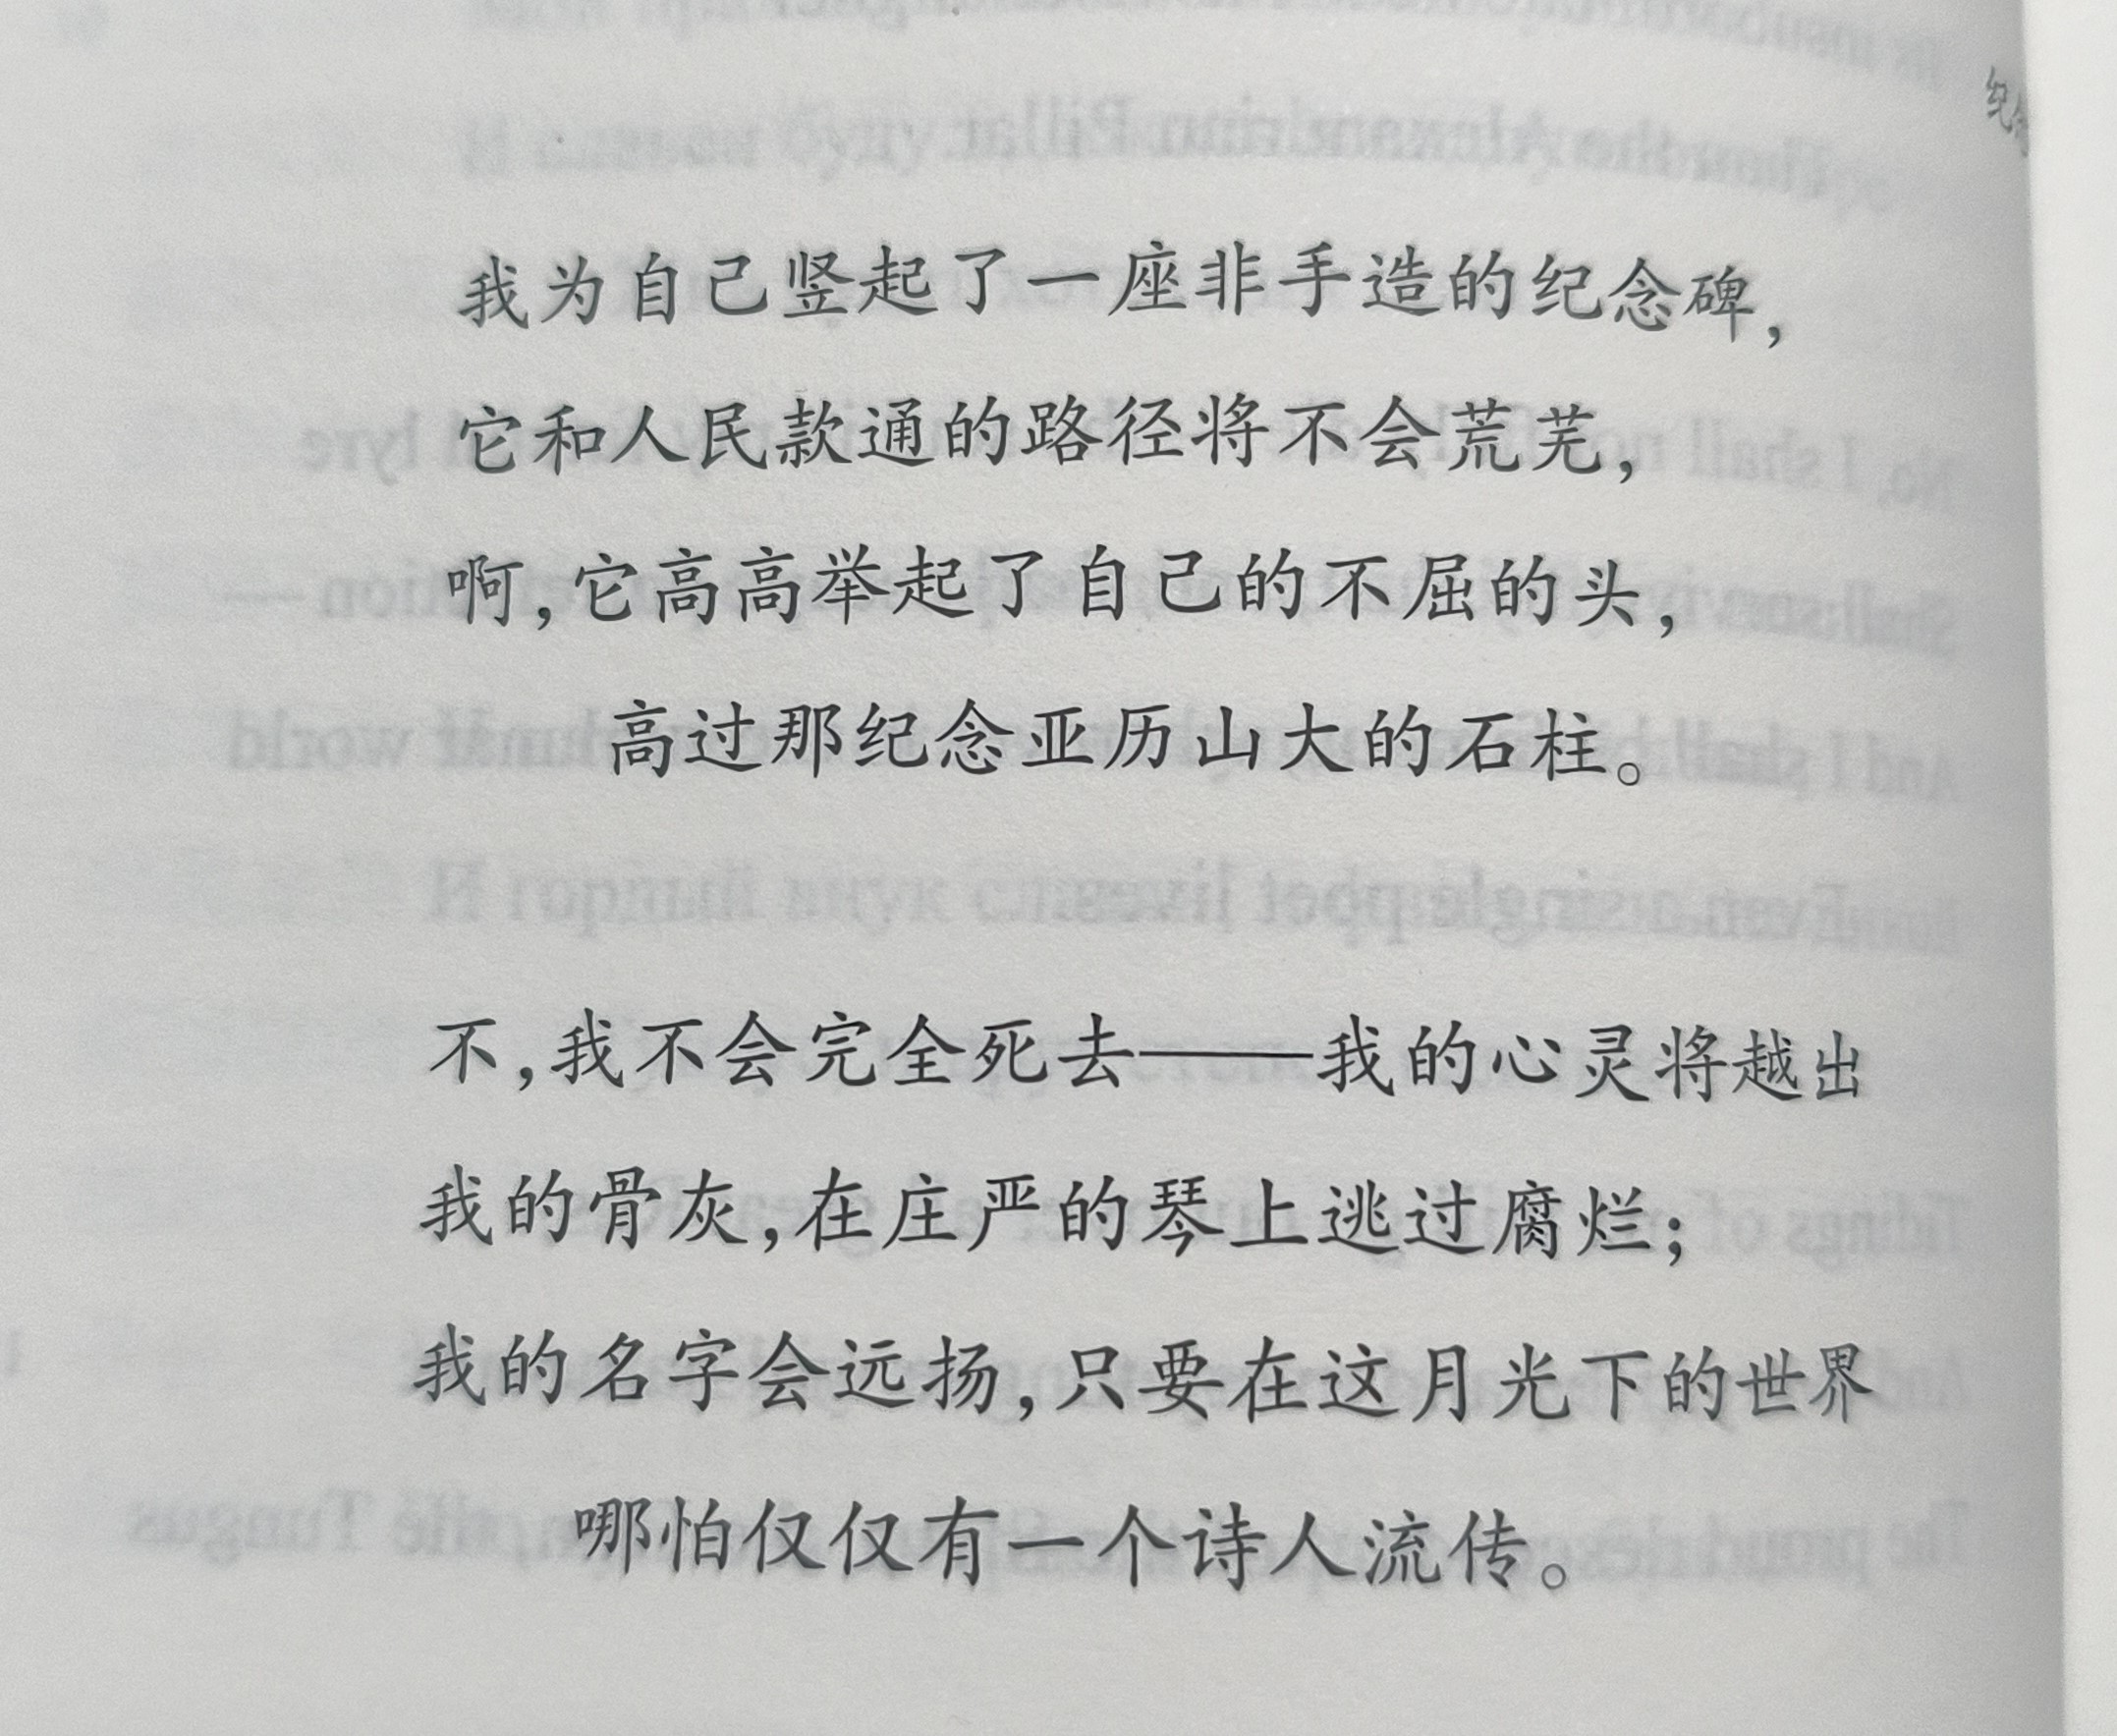 我为自己竖起了一座非手造的纪念碑，
它和人民款通的路径将不会荒芜，
啊，它高高举起了自己的不屈的头，
高过那纪念亚历山大的石柱。
不，我不会完全死去——我的心灵将越出
我的骨灰，在庄严的琴上逃过腐烂；
我的名字会远扬，只要在这月光下的世界
哪怕仅仅有一个诗人流传。